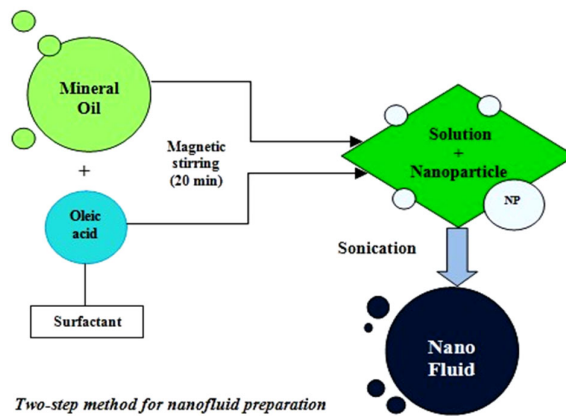 Mineral
Oil
+
Oleic
acid
Surfactant
Magnetic
stirring
(20 min)
Solution
+
Nanoparticle
NP
Sonication
Nano
Fluid
Two-step method for nanofluid preparation